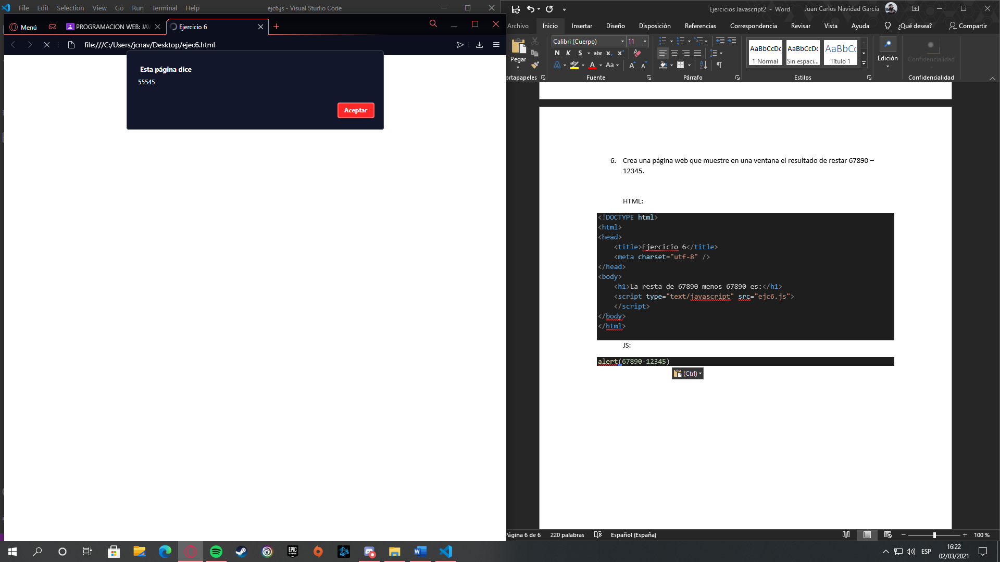 File Edit Selection View Go Run Terminal Help
ejc6.js - Visual Studio Code
Menú
PROGRAMACION WEB: JAV
Ejercicio 6
file:///C:/Users/jcnav/Desktop/ejec6.html
Esta página dice
55545
Aceptar
Ejercicios Javascript2 - Word
Juan Carlos Navidad García
Archivo Inicio Insertar Diseño Disposición Referencias Correspondencia Revisar Vista Ayuda ¿Qué desea? Compartir
Pegar
Calibri (Cuerpo) 11
N K S abc x₂ x²
A A Aa A A
AaBbCcDc AaBbCcDc AaBbCc
¶ Normal Sin espaci... Título 1
Edición
Confidencialidad
ortapapeles Fuente Párrafo Estilos Confidencialidad
6. Crea una página web que muestre en una ventana el resultado de restar 67890 –
12345.
HTML:
<!DOCTYPE html>
<html>
<head>
<title>Ejercicio 6</title>
<meta charset="utf-8" />
</head>
<body>
<h1>La resta de 67890 menos 67890 es:</h1>
<script type="text/javascript" src="ejc6.js">
</script>
</body>
</html>
JS:
alert(67890-12345)
(Ctrl)
Página 6 de 6 220 palabras Español (España) 100 %
EPIC GAMES
ESP
16:22
02/03/2021